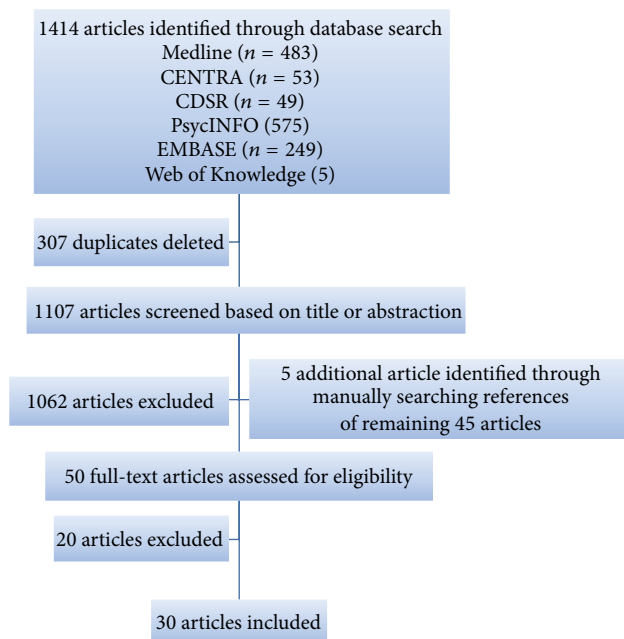 1414 articles identified through database search
Medline (n = 483)
CENTRA (n = 53)
CDSR (n = 49)
PsycINFO (575)
EMBASE (n = 249)
Web of Knowledge (5)
307 duplicates deleted
1107 articles screened based on title or abstraction
1062 articles excluded
5 additional article identified through
manually searching references
of remaining 45 articles
50 full-text articles assessed for eligibility
20 articles excluded
30 articles included